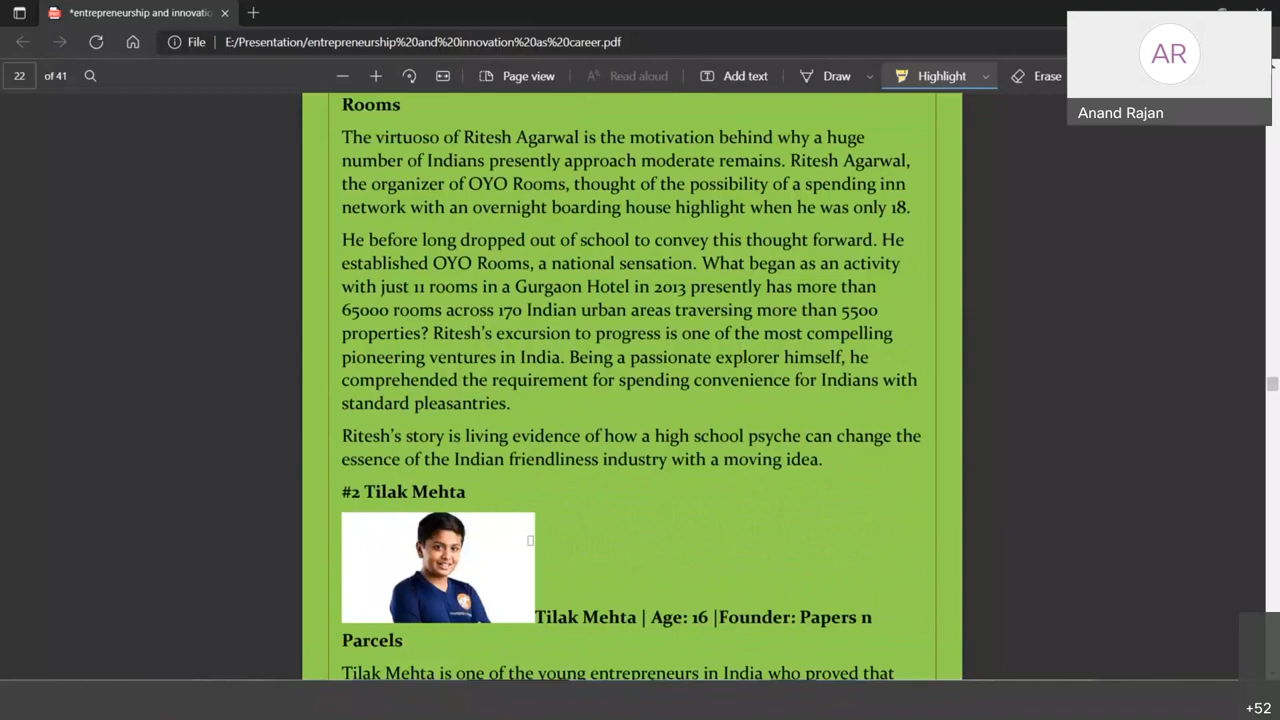 *entrepreneurship and innovatio
File
E:/Presentation/entrepreneurship%20and%20innovation%20as%20career.pdf
22 of 41
Page view
Read aloud
Add text
Draw
Highlight
Erase
AR
Anand Rajan
Rooms
The virtuoso of Ritesh Agarwal is the motivation behind why a huge
number of Indians presently approach moderate remains. Ritesh Agarwal,
the organizer of OYO Rooms, thought of the possibility of a spending inn
network with an overnight boarding house highlight when he was only 18.
He before long dropped out of school to convey this thought forward. He
established OYO Rooms, a national sensation. What began as an activity
with just 11 rooms in a Gurgaon Hotel in 2013 presently has more than
65000 rooms across 170 Indian urban areas traversing more than 5500
properties? Ritesh's excursion to progress is one of the most compelling
pioneering ventures in India. Being a passionate explorer himself, he
comprehended the requirement for spending convenience for Indians with
standard pleasantries.
Ritesh's story is living evidence of how a high school psyche can change the
essence of the Indian friendliness industry with a moving idea.
#2 Tilak Mehta
Tilak Mehta | Age: 16 |Founder: Papers n
Parcels
Tilak Mehta is one of the young entrepreneurs in India who proved that
+52